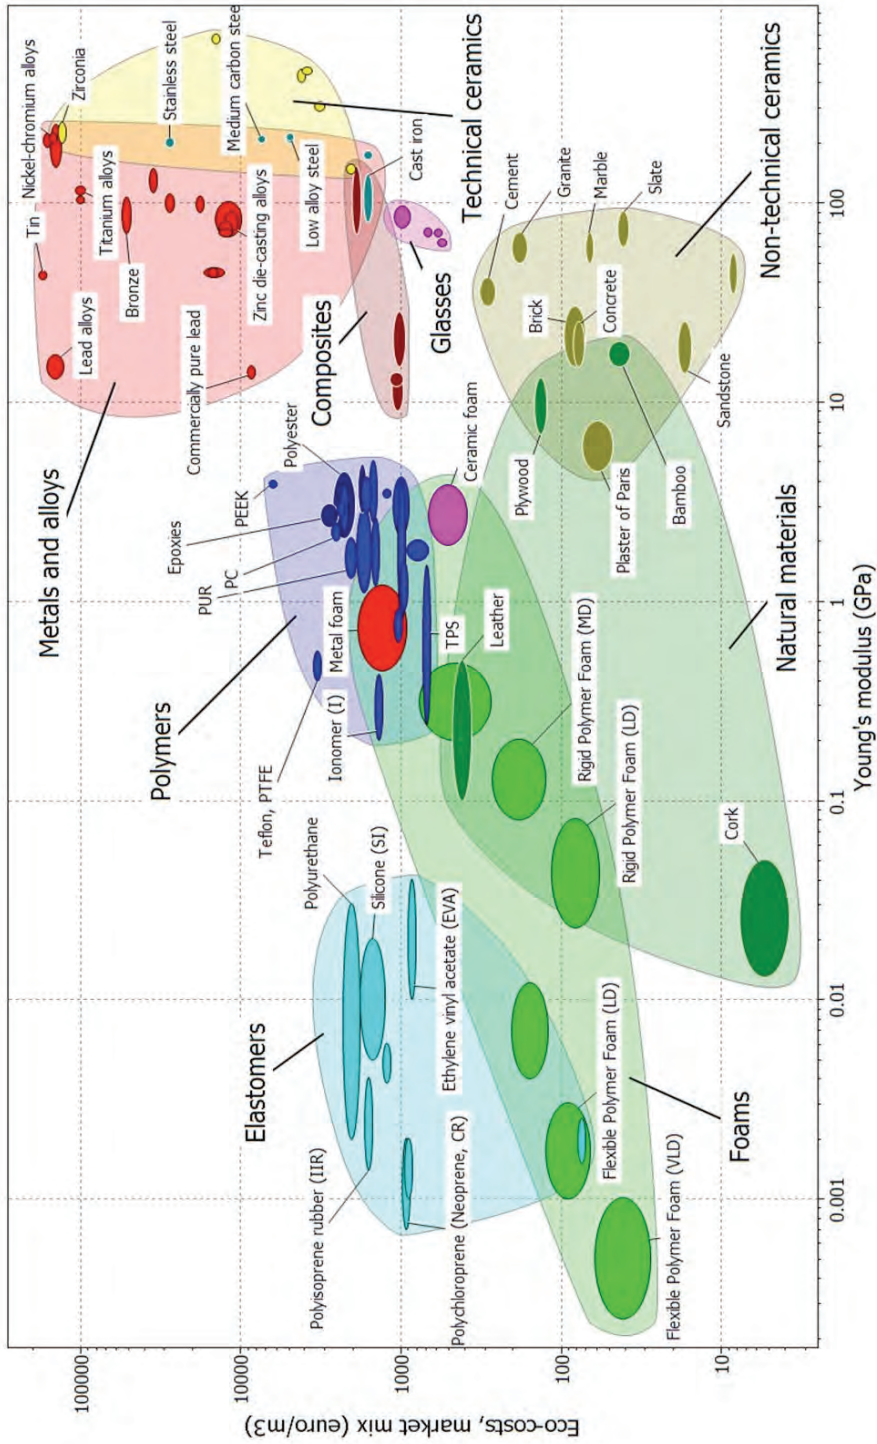 Eco-costs, market mix (euro/m3)
100000
10000
1000
100
10
Young's modulus (GPa)
0.001
0.01
0.1
1
10
100
Metals and alloys
Polymers
Elastomers
Composites
Glasses
Technical ceramics
Non-technical ceramics
Natural materials
Foams
Nickel-chromium alloys
Zirconia
Tin
Titanium alloys
Stainless steel
Medium carbon stee
Lead alloys
Bronze
Zinc die-casting alloys
Low alloy steel
Cast iron
Commercially pure lead
Polyester
PEEK
Epoxies
PC
PUR
Metal foam
Ionomer (I)
Teflon, PTFE
TPS
Leather
Ceramic foam
Cement
Granite
Marble
Slate
Brick
Concrete
Sandstone
Plywood
Plaster of Paris
Bamboo
Rigid Polymer Foam (MD)
Rigid Polymer Foam (LD)
Cork
Polyurethane
Silicone (SI)
Ethylene vinyl acetate (EVA)
Polyisoprene rubber (IIR)
Polychloroprene (Neoprene, CR)
Flexible Polymer Foam (LD)
Flexible Polymer Foam (VLD)